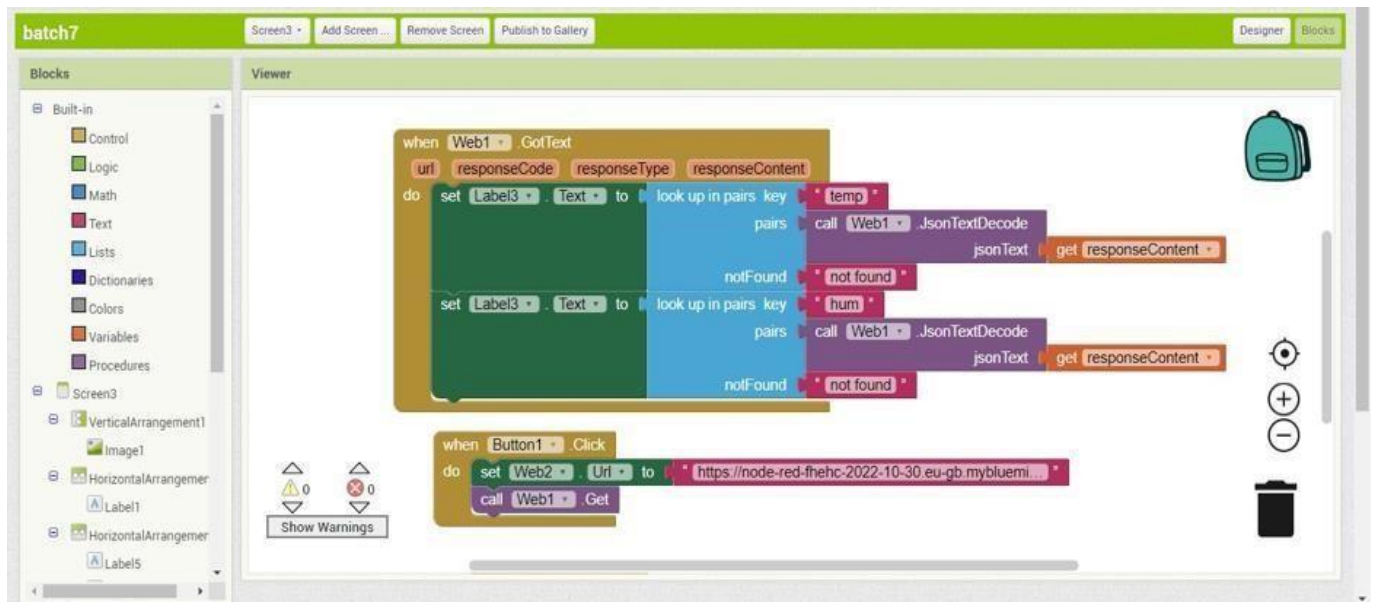 batch7 Screen3 Add Screen ... Remove Screen Publish to Gallery Designer Blocks
Blocks
Viewer
Built-in
Control
Logic
Math
Text
Lists
Dictionaries
Colors
Variables
Procedures
Screen3
VerticalArrangement1
Image1
HorizontalArrangemer
Label1
HorizontalArrangemer
Label5
when Web1 .GotText
url responseCode responseType responseContent
do set Label3 . Text to look up in pairs key " temp "
pairs call Web1 .JsonTextDecode
jsonText get responseContent
notFound " not found "
set Label3 . Text to look up in pairs key " hum "
pairs call Web1 .JsonTextDecode
jsonText get responseContent
notFound " not found "
when Button1 .Click
do set Web2 . Url to " https://node-red-fhehc-2022-10-30.eu-gb.mybluemi... "
call Web1 .Get
0 0
Show Warnings